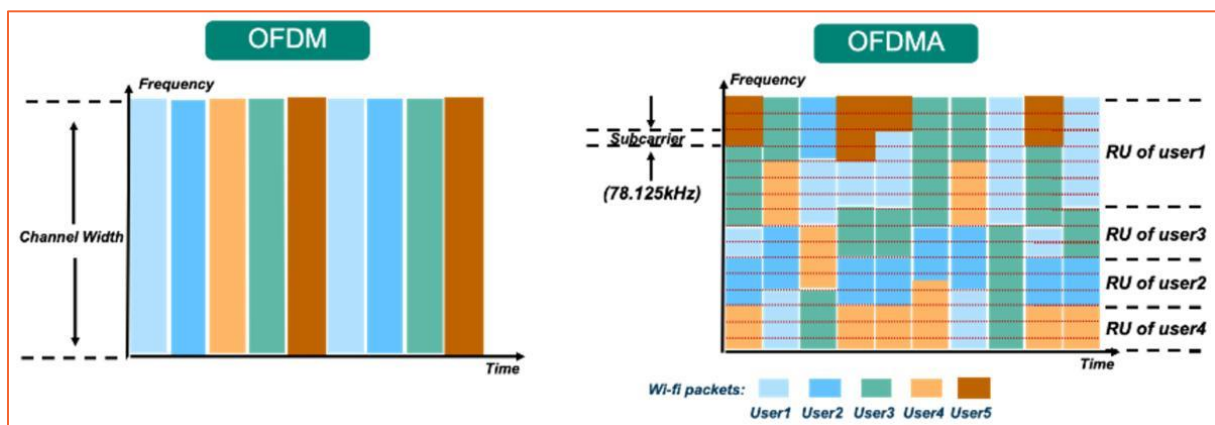 OFDM
Frequency
Channel Width
Time
OFDMA
Frequency
Subcarrier
(78.125kHz)
RU of user1
RU of user3
RU of user2
RU of user4
Time
Wi-fi packets:
User1 User2 User3 User4 User5